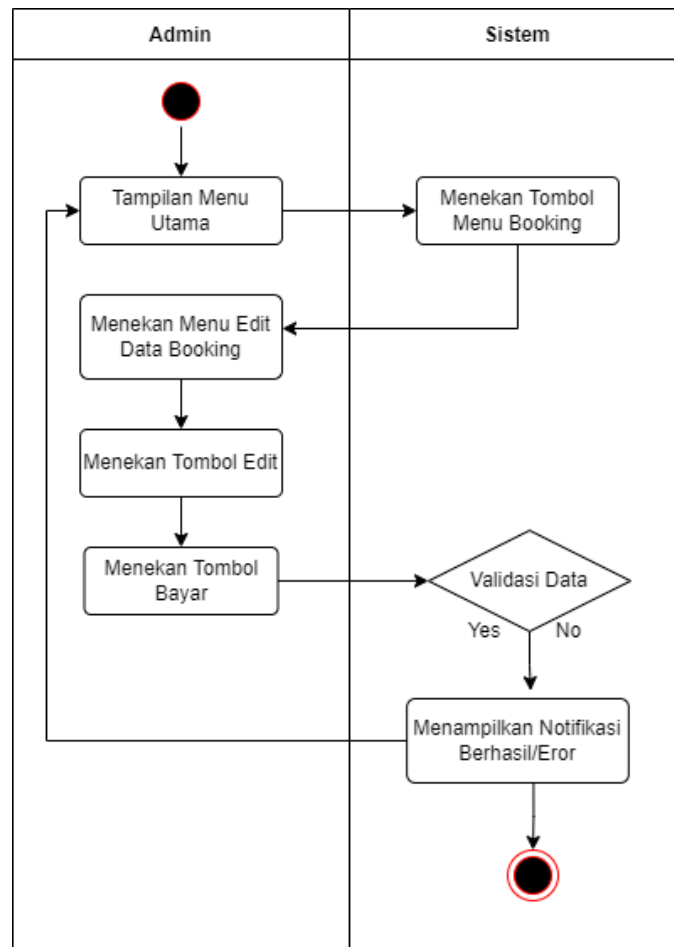 Admin
Sistem
Tampilan Menu
Utama
Menekan Tombol
Menu Booking
Menekan Menu Edit
Data Booking
Menekan Tombol Edit
Menekan Tombol
Bayar
Validasi Data
Yes
No
Menampilkan Notifikasi
Berhasil/Eror